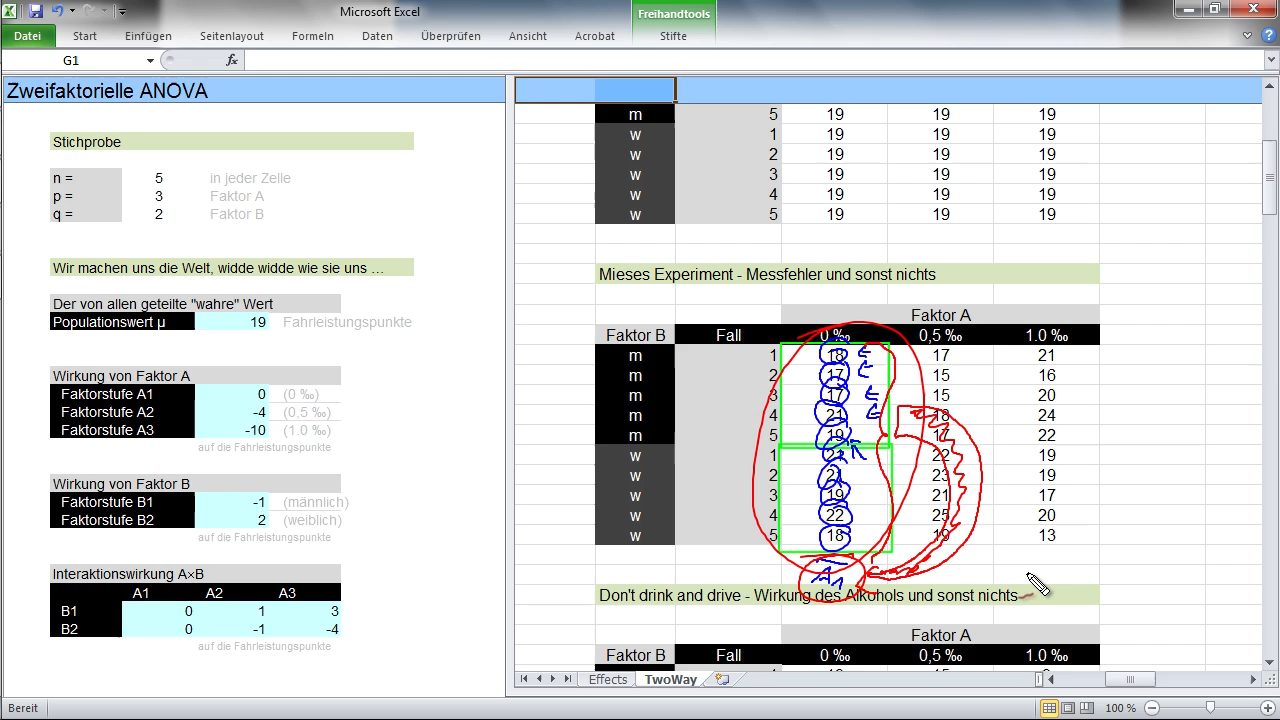 Microsoft Excel
Freihandtools
Datei Start Einfügen Seitenlayout Formeln Daten Überprüfen Ansicht Acrobat Stifte
G1 fx
Zweifaktorielle ANOVA
Stichprobe
n = 5 in jeder Zelle
p = 3 Faktor A
q = 2 Faktor B
Wir machen uns die Welt, widde widde wie sie uns ...
Der von allen geteilte "wahre" Wert
Populationswert µ 19 Fahrleistungspunkte
Wirkung von Faktor A
Faktorstufe A1 0 (0 ‰)
Faktorstufe A2 -4 (0,5 ‰)
Faktorstufe A3 -10 (1.0 ‰)
auf die Fahrleistungspunkte
Wirkung von Faktor B
Faktorstufe B1 -1 (männlich)
Faktorstufe B2 2 (weiblich)
auf die Fahrleistungspunkte
Interaktionswirkung A×B
A1 A2 A3
B1 0 1 3
B2 0 -1 -4
auf die Fahrleistungspunkte
m 5 19 19 19
w 1 19 19 19
w 2 19 19 19
w 3 19 19 19
w 4 19 19 19
w 5 19 19 19
Mieses Experiment - Messfehler und sonst nichts
Faktor A
Faktor B Fall 0 ‰ 0,5 ‰ 1.0 ‰
m 1 18 17 21
m 2 17 15 16
m 3 17 15 20
m 4 21 18 24
m 5 19 17 22
w 1 21 22 19
w 2 21 23 19
w 3 19 21 17
w 4 22 25 20
w 5 18 13
A1
Don't drink and drive - Wirkung des Alkohols und sonst nichts
Faktor A
Faktor B Fall 0 ‰ 0,5 ‰ 1.0 ‰
Effects TwoWay
Bereit 100 %